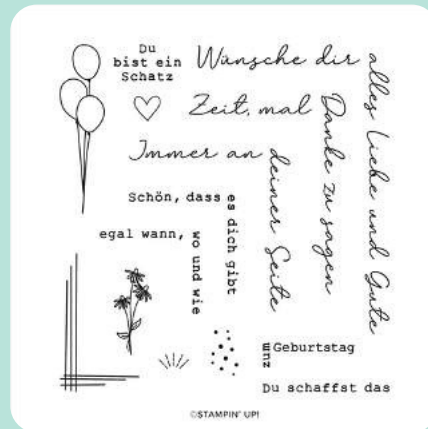 Du
bist ein
Schatz
Wünsche dir
alles Liebe und Gute
Zeit, mal
Danke zu sagen
Immer an
deiner Seite
Schön, dass
es dich gibt
egal wann,
wo und wie
zum
Geburtstag
Du schaffst das
©STAMPIN' UP!